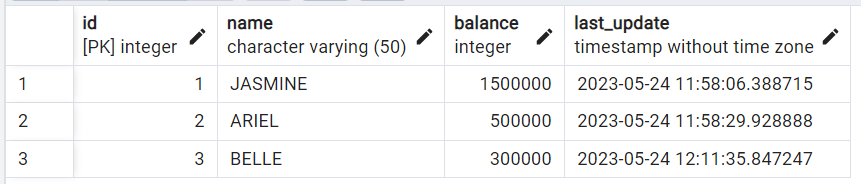 id name balance last_update
[PK] integer character varying (50) integer timestamp without time zone
1 1 JASMINE 1500000 2023-05-24 11:58:06.388715
2 2 ARIEL 500000 2023-05-24 11:58:29.928888
3 3 BELLE 300000 2023-05-24 12:11:35.847247